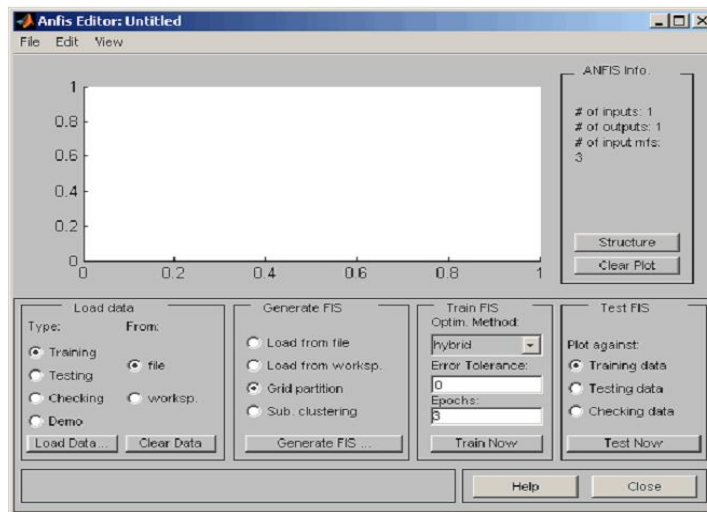 Anfis Editor: Untitled
File Edit View
ANFIS Info.
# of inputs: 1
# of outputs: 1
# of input mfs:
3
Structure
Clear Plot
1
0.8
0.6
0.4
0.2
0
0 0.2 0.4 0.6 0.8 1
Load data
Type: From:
Training
Testing
Checking
Demo
file
worksp.
Load Data... Clear Data
Generate FIS
Load from file
Load from worksp.
Grid partition
Sub. clustering
Generate FIS ...
Train FIS
Optim. Method:
hybrid
Error Tolerance:
0
Epochs:
3
Train Now
Test FIS
Plot against:
Training data
Testing data
Checking data
Test Now
Help Close